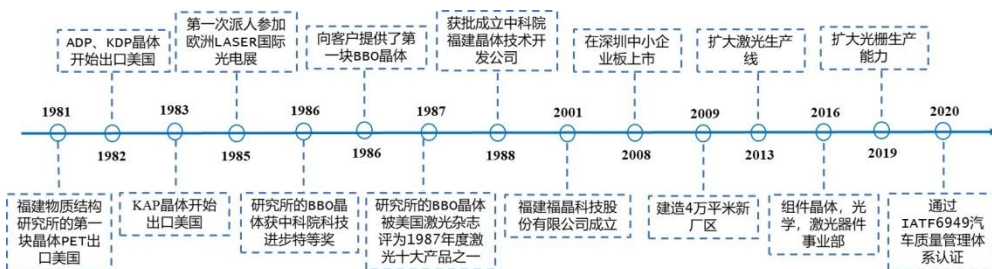 ADP、KDP晶体
开始出口美国
第一次派人参加
欧洲LASER国际
光电展
向客户提供了第
一块BBO晶体
获批成立中科院
福建晶体技术开
发公司
在深圳中小企
业板上市
扩大激光生产
线
扩大光栅生产
能力
1981
1983
1986
1987
2001
2009
2016
2020
1982
1985
1986
1988
2008
2013
2019
福建物质结构
研究所的第一
块晶体PET出
口美国
KAP晶体开始
出口美国
研究所的BBO晶
体获中科院科技
进步特等奖
研究所的BBO晶体
被美国激光杂志
评为1987年度激
光十大产品之一
福建福晶科技股
份有限公司成立
建造4万平米新
厂区
组件晶体，光
学，激光器件
事业部
通过
IATF6949汽
车质量管理体
系认证